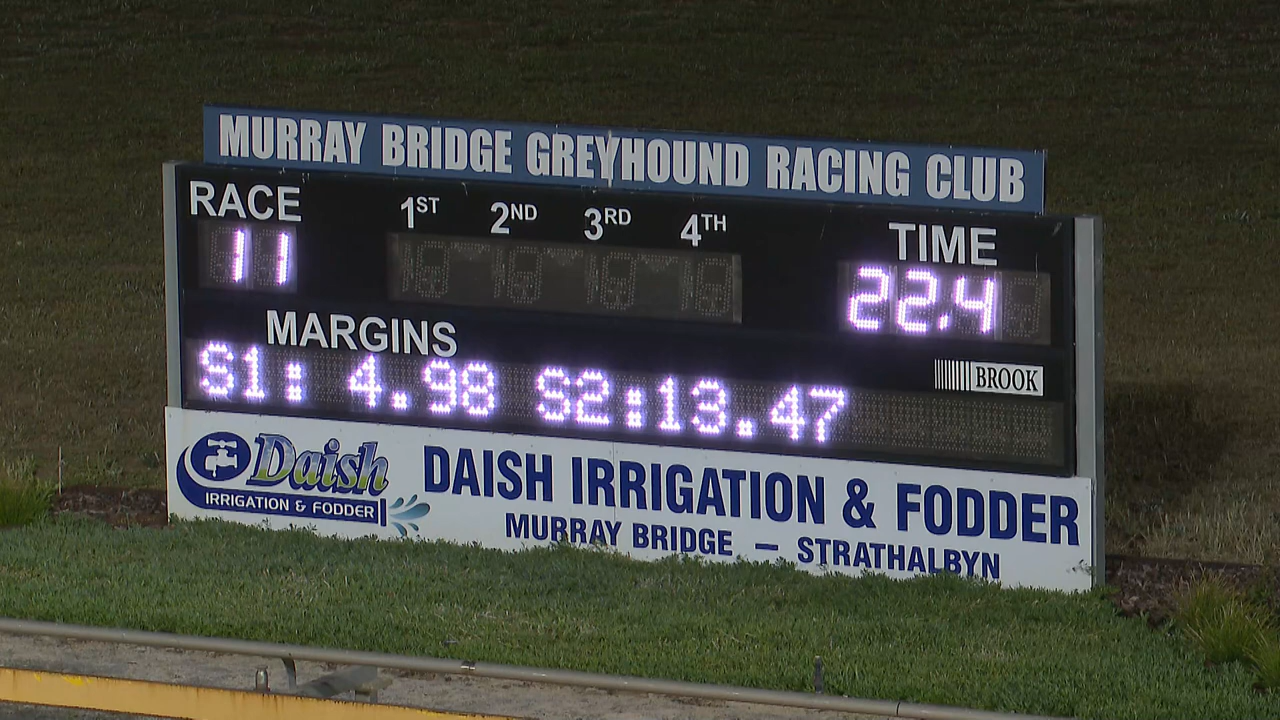 MURRAY BRIDGE GREYHOUND RACING CLUB
RACE 1ST 2ND 3RD 4TH TIME
11 22.4
MARGINS
BROOK
S1: 4.98 S2:13.47
Daish
IRRIGATION & FODDER
DAISH IRRIGATION & FODDER
MURRAY BRIDGE – STRATHALBYN